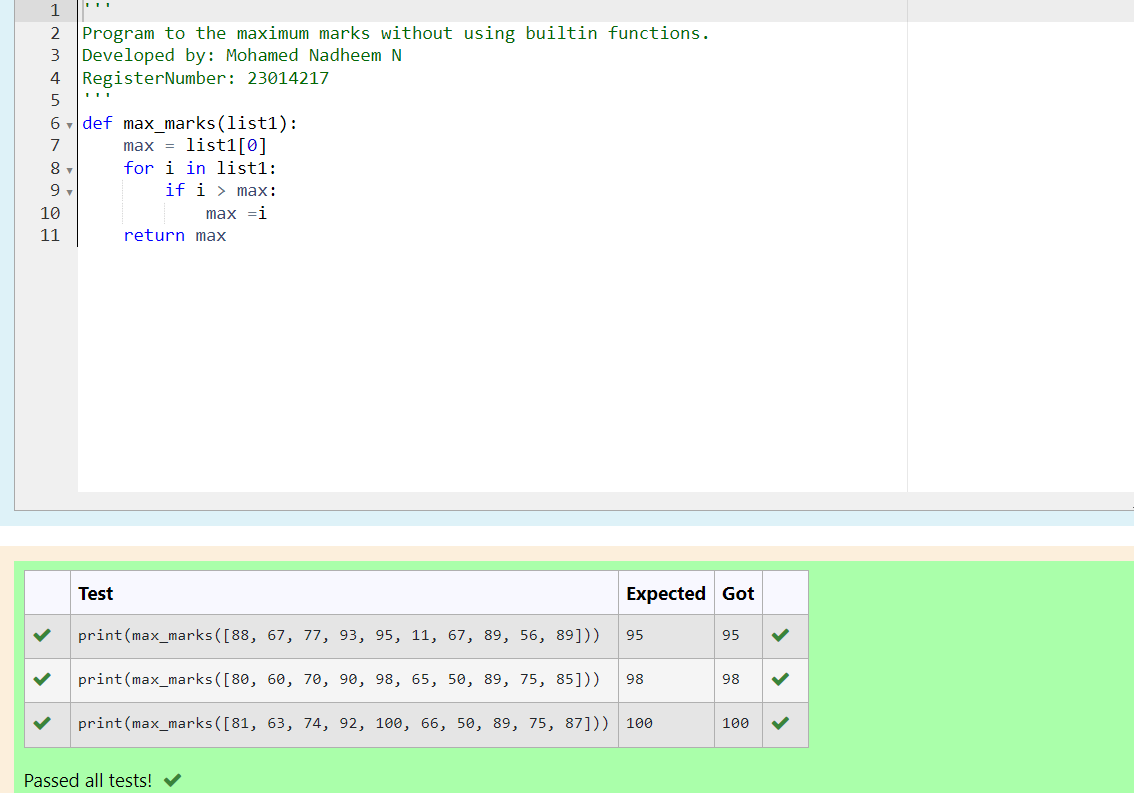 1 '''
2 Program to the maximum marks without using builtin functions.
3 Developed by: Mohamed Nadheem N
4 RegisterNumber: 23014217
5 '''
6 def max_marks(list1):
7     max = list1[0]
8     for i in list1:
9         if i > max:
10             max =i
11     return max
Test Expected Got
print(max_marks([88, 67, 77, 93, 95, 11, 67, 89, 56, 89])) 95 95
print(max_marks([80, 60, 70, 90, 98, 65, 50, 89, 75, 85])) 98 98
print(max_marks([81, 63, 74, 92, 100, 66, 50, 89, 75, 87])) 100 100
Passed all tests!